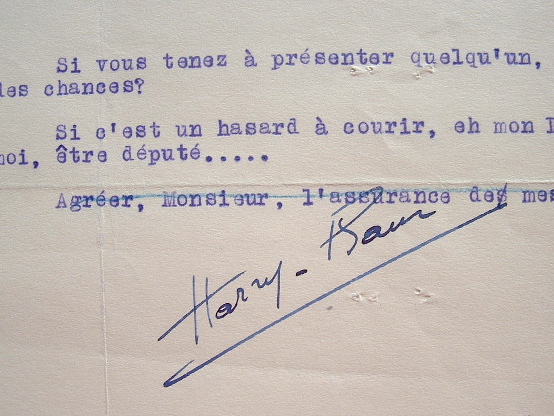 Si vous tenez à présenter quelqu'un,
les chances?
Si c'est un hasard à courir, eh mon
moi, être député.....
Agréer, Monsieur, l'assurance des mes
Harry-Baur